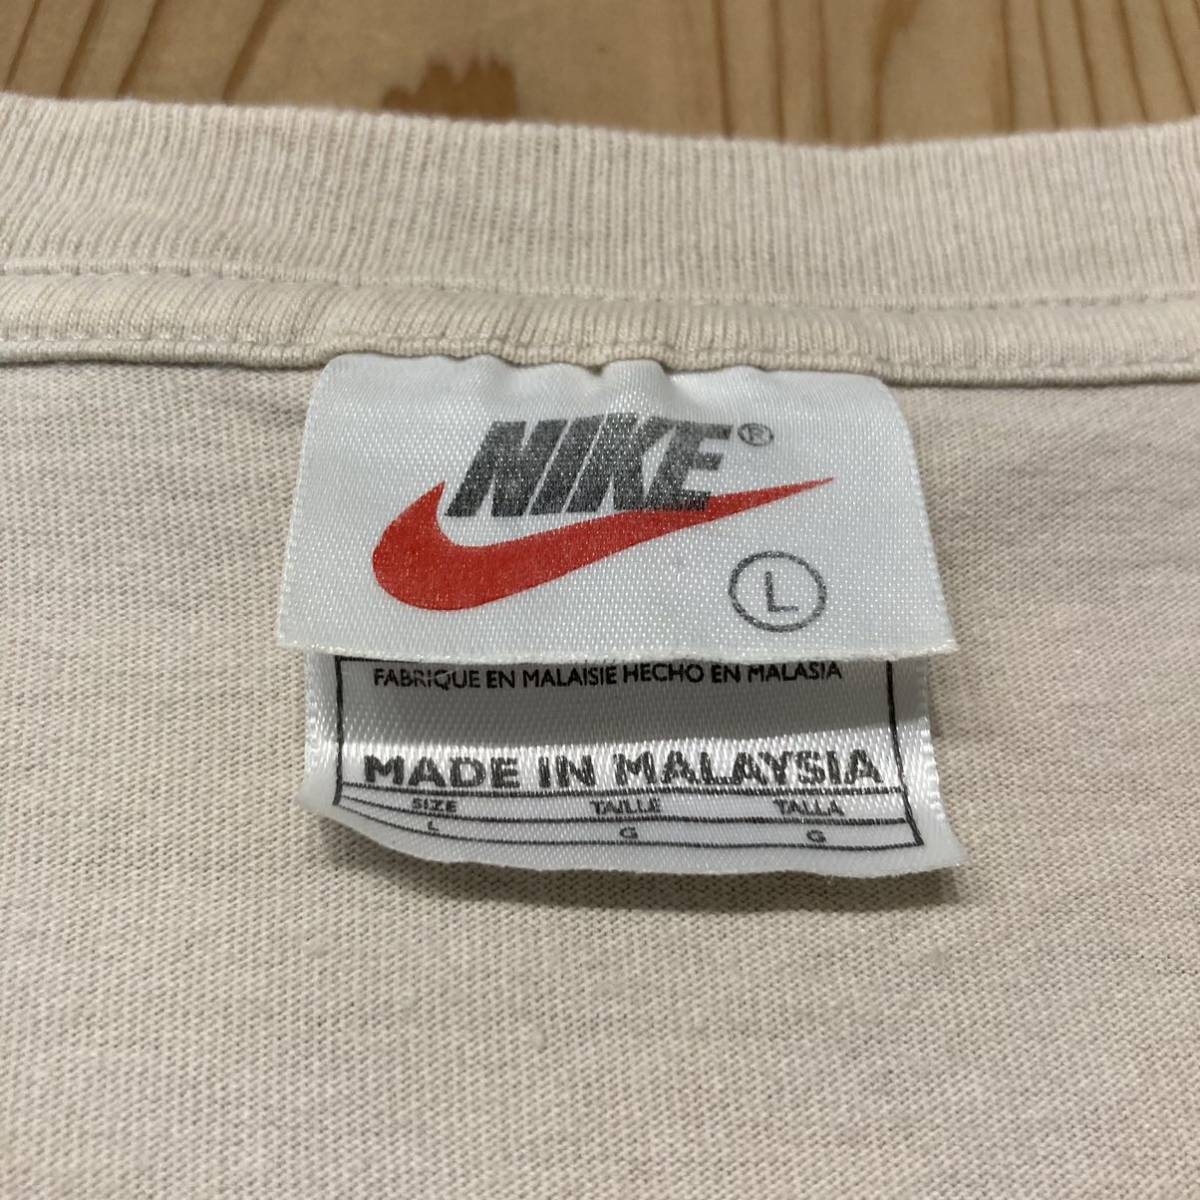 NIKE®
L
FABRIQUE EN MALAISIE HECHO EN MALASIA
MADE IN MALAYSIA
SIZE TAILLE TALLA
L G G